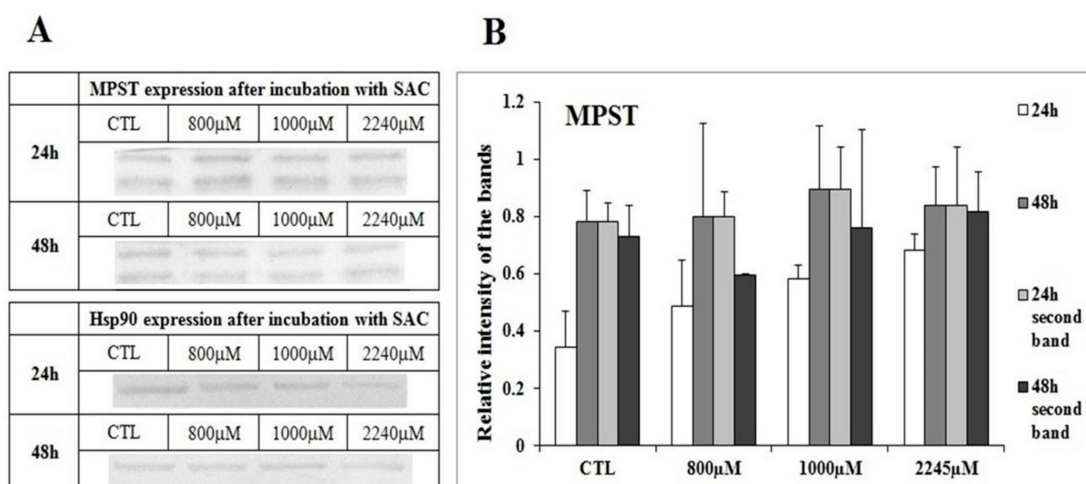 A
MPST expression after incubation with SAC
24h
CTL 800µM 1000µM 2240µM
48h
CTL 800µM 1000µM 2240µM
Hsp90 expression after incubation with SAC
24h
CTL 800µM 1000µM 2240µM
48h
CTL 800µM 1000µM 2240µM
B
MPST
Relative intensity of the bands
1.2
1
0.8
0.6
0.4
0.2
0
CTL 800µM 1000µM 2245µM
24h
48h
24h
second
band
48h
second
band